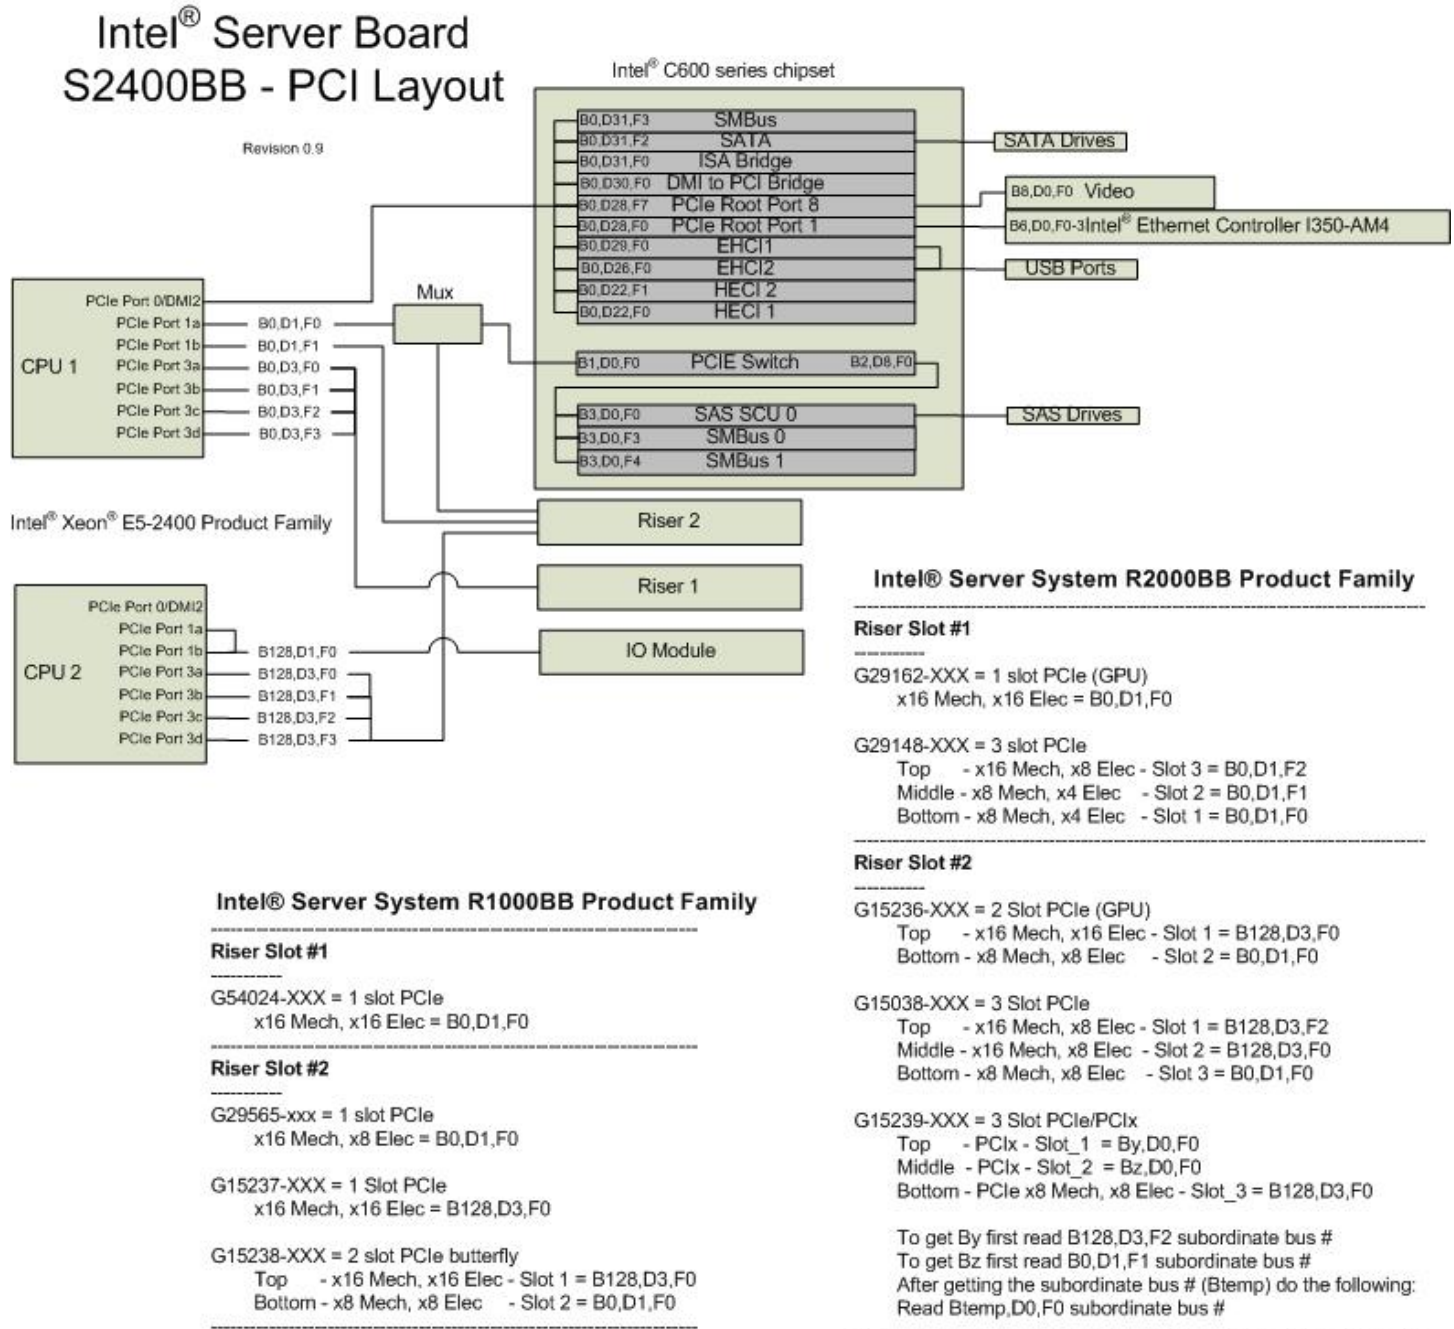 Intel® Server Board
S2400BB - PCI Layout
Revision 0.9
Intel® C600 series chipset
B0,D31,F3 SMBus
B0,D31,F2 SATA
B0,D31,F0 ISA Bridge
B0,D30,F0 DMI to PCI Bridge
B0,D28,F7 PCIe Root Port 8
B0,D28,F0 PCIe Root Port 1
B0,D29,F0 EHCI1
B0,D26,F0 EHCI2
B0,D22,F1 HECI 2
B0,D22,F0 HECI 1
B1,D0,F0 PCIE Switch B2,D8,F0
B3,D0,F0 SAS SCU 0
B3,D0,F3 SMBus 0
B3,D0,F4 SMBus 1
SATA Drives
B8,D0,F0 Video
B6,D0,F0-3Intel® Ethernet Controller I350-AM4
USB Ports
SAS Drives
Mux
CPU 1
PCIe Port 0/DMI2
PCIe Port 1a B0,D1,F0
PCIe Port 1b B0,D1,F1
PCIe Port 3a B0,D3,F0
PCIe Port 3b B0,D3,F1
PCIe Port 3c B0,D3,F2
PCIe Port 3d B0,D3,F3
Intel® Xeon® E5-2400 Product Family
Riser 2
Riser 1
IO Module
CPU 2
PCIe Port 0/DMI2
PCIe Port 1a
PCIe Port 1b B128,D1,F0
PCIe Port 3a B128,D3,F0
PCIe Port 3b B128,D3,F1
PCIe Port 3c B128,D3,F2
PCIe Port 3d B128,D3,F3
Intel® Server System R1000BB Product Family
Riser Slot #1
G54024-XXX = 1 slot PCIe
x16 Mech, x16 Elec = B0,D1,F0
Riser Slot #2
G29565-xxx = 1 slot PCIe
x16 Mech, x8 Elec = B0,D1,F0
G15237-XXX = 1 Slot PCIe
x16 Mech, x16 Elec = B128,D3,F0
G15238-XXX = 2 slot PCIe butterfly
Top - x16 Mech, x16 Elec - Slot 1 = B128,D3,F0
Bottom - x8 Mech, x8 Elec - Slot 2 = B0,D1,F0
Intel® Server System R2000BB Product Family
Riser Slot #1
G29162-XXX = 1 slot PCIe (GPU)
x16 Mech, x16 Elec = B0,D1,F0
G29148-XXX = 3 slot PCIe
Top - x16 Mech, x8 Elec - Slot 3 = B0,D1,F2
Middle - x8 Mech, x4 Elec - Slot 2 = B0,D1,F1
Bottom - x8 Mech, x4 Elec - Slot 1 = B0,D1,F0
Riser Slot #2
G15236-XXX = 2 Slot PCIe (GPU)
Top - x16 Mech, x16 Elec - Slot 1 = B128,D3,F0
Bottom - x8 Mech, x8 Elec - Slot 2 = B0,D1,F0
G15038-XXX = 3 Slot PCIe
Top - x16 Mech, x8 Elec - Slot 1 = B128,D3,F2
Middle - x16 Mech, x8 Elec - Slot 2 = B128,D3,F0
Bottom - x8 Mech, x8 Elec - Slot 3 = B0,D1,F0
G15239-XXX = 3 Slot PCIe/PCIx
Top - PCIx - Slot_1 = By,D0,F0
Middle - PCIx - Slot_2 = Bz,D0,F0
Bottom - PCIe x8 Mech, x8 Elec - Slot_3 = B128,D3,F0
To get By first read B128,D3,F2 subordinate bus #
To get Bz first read B0,D1,F1 subordinate bus #
After getting the subordinate bus # (Btemp) do the following:
Read Btemp,D0,F0 subordinate bus #